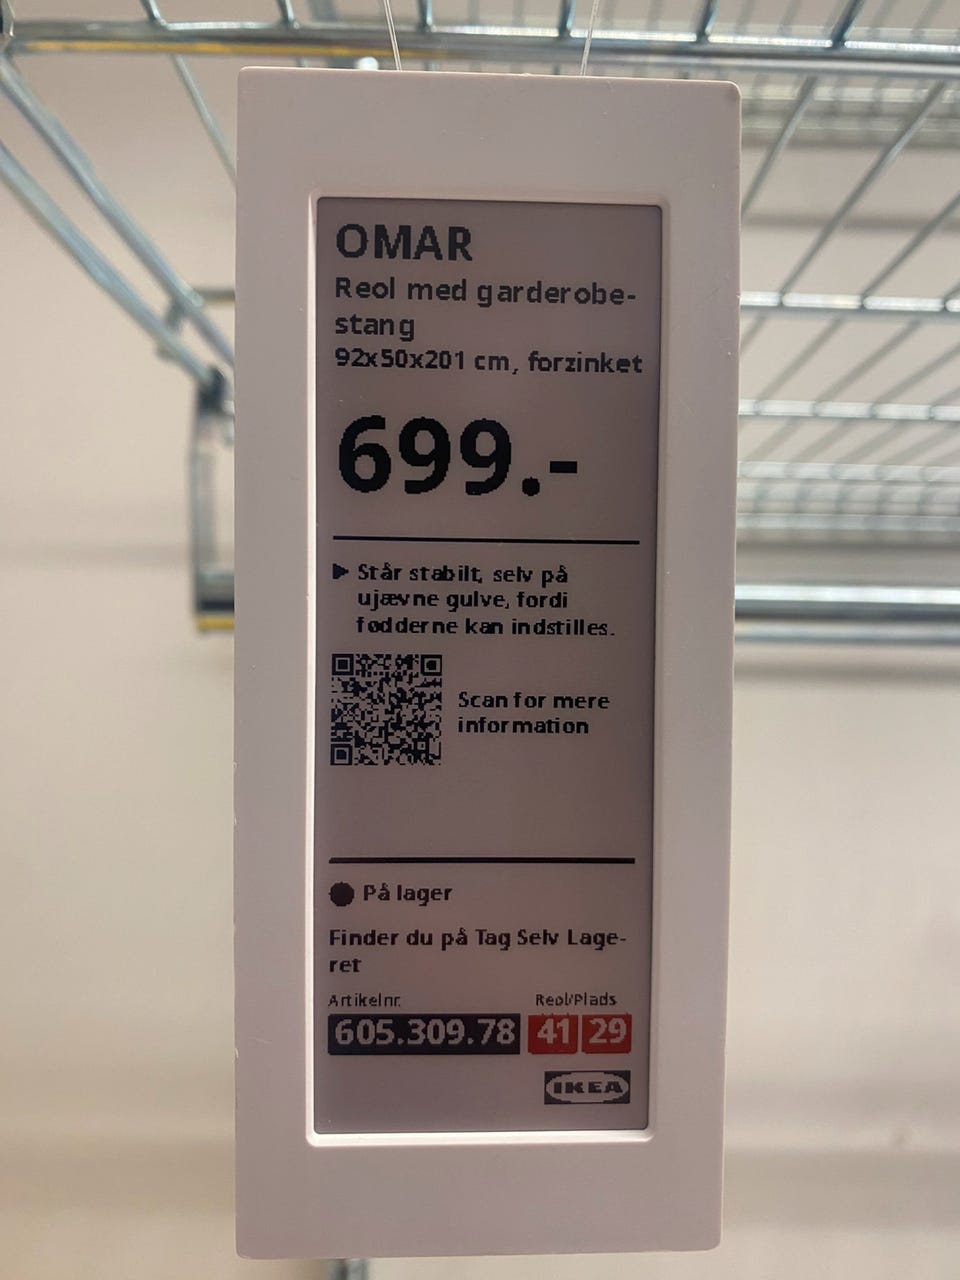 OMAR
Reol med garderobe-
stang
92x50x201 cm, forzinket
699.-
Står stabilt, selv på
ujævne gulve, fordi
fødderne kan indstilles.
Scan for mere
information
På lager
Finder du på Tag Selv Lage-
ret
Artikelnr. Reol/Plads
605.309.78 41 29
IKEA